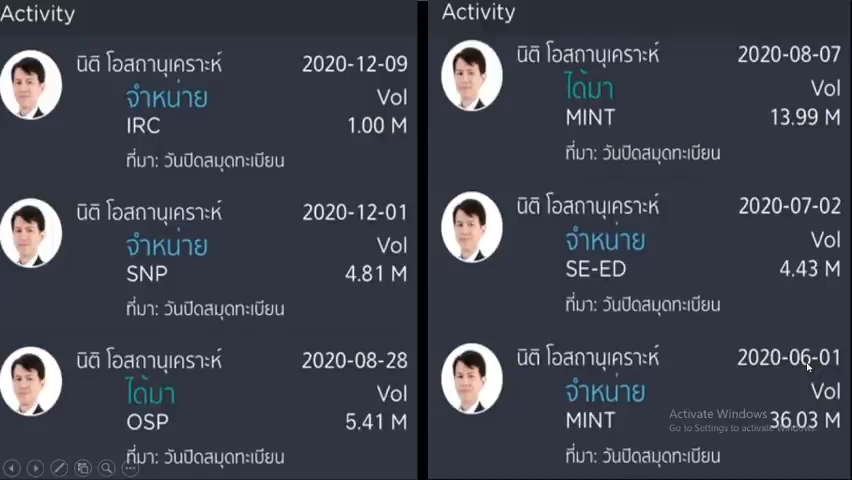 Activity
นิติ โอสถานุเคราะห์ 2020-12-09
จำหน่าย Vol
IRC 1.00 M
ที่มา: วันปิดสมุดทะเบียน
นิติ โอสถานุเคราะห์ 2020-12-01
จำหน่าย Vol
SNP 4.81 M
ที่มา: วันปิดสมุดทะเบียน
นิติ โอสถานุเคราะห์ 2020-08-28
ได้มา Vol
OSP 5.41 M
ที่มา: วันปิดสมุดทะเบียน
Activity
นิติ โอสถานุเคราะห์ 2020-08-07
ได้มา Vol
MINT 13.99 M
ที่มา: วันปิดสมุดทะเบียน
นิติ โอสถานุเคราะห์ 2020-07-02
จำหน่าย Vol
SE-ED 4.43 M
ที่มา: วันปิดสมุดทะเบียน
นิติ โอสถานุเคราะห์ 2020-06-01
จำหน่าย Vol
MINT 36.03 M
ที่มา: วันปิดสมุดทะเบียน
Activate Windows
Go to Settings to activate Windows.